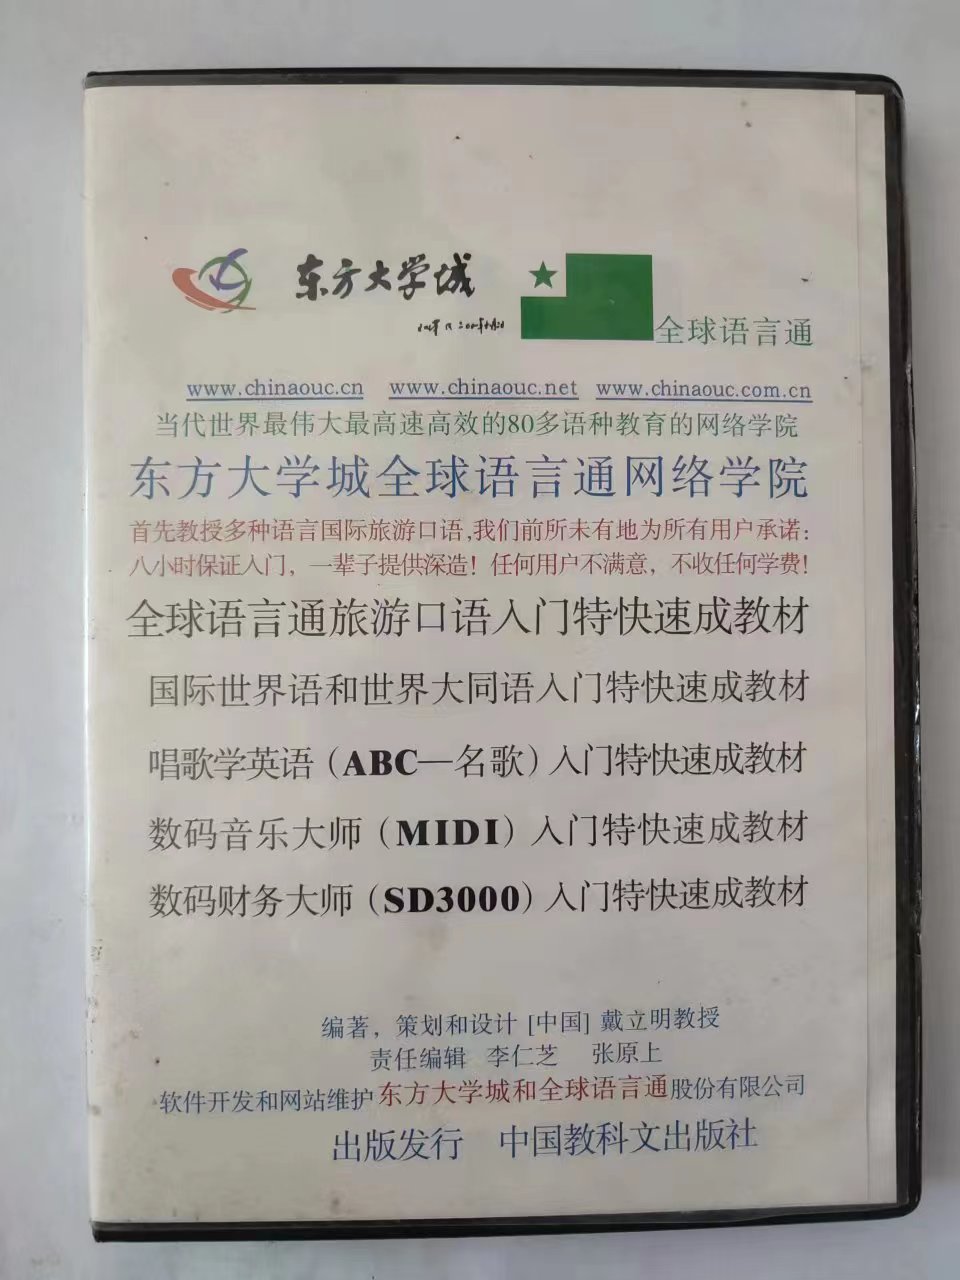 东方大学城
全球语言通
www.chinaouc.cn www.chinaouc.net www.chinaouc.com.cn
当代世界最伟大最高速高效的80多语种教育的网络学院
东方大学城全球语言通网络学院
首先教授多种语言国际旅游口语,我们前所未有地为所有用户承诺:
八小时保证入门，一辈子提供深造！任何用户不满意，不收任何学费！
全球语言通旅游口语入门特快速成教材
国际世界语和世界大同语入门特快速成教材
唱歌学英语（ABC—名歌）入门特快速成教材
数码音乐大师（MIDI）入门特快速成教材
数码财务大师（SD3000）入门特快速成教材
编著，策划和设计 [中国] 戴立明教授
责任编辑 李仁芝 张原上
软件开发和网站维护东方大学城和全球语言通股份有限公司
出版发行 中国教科文出版社